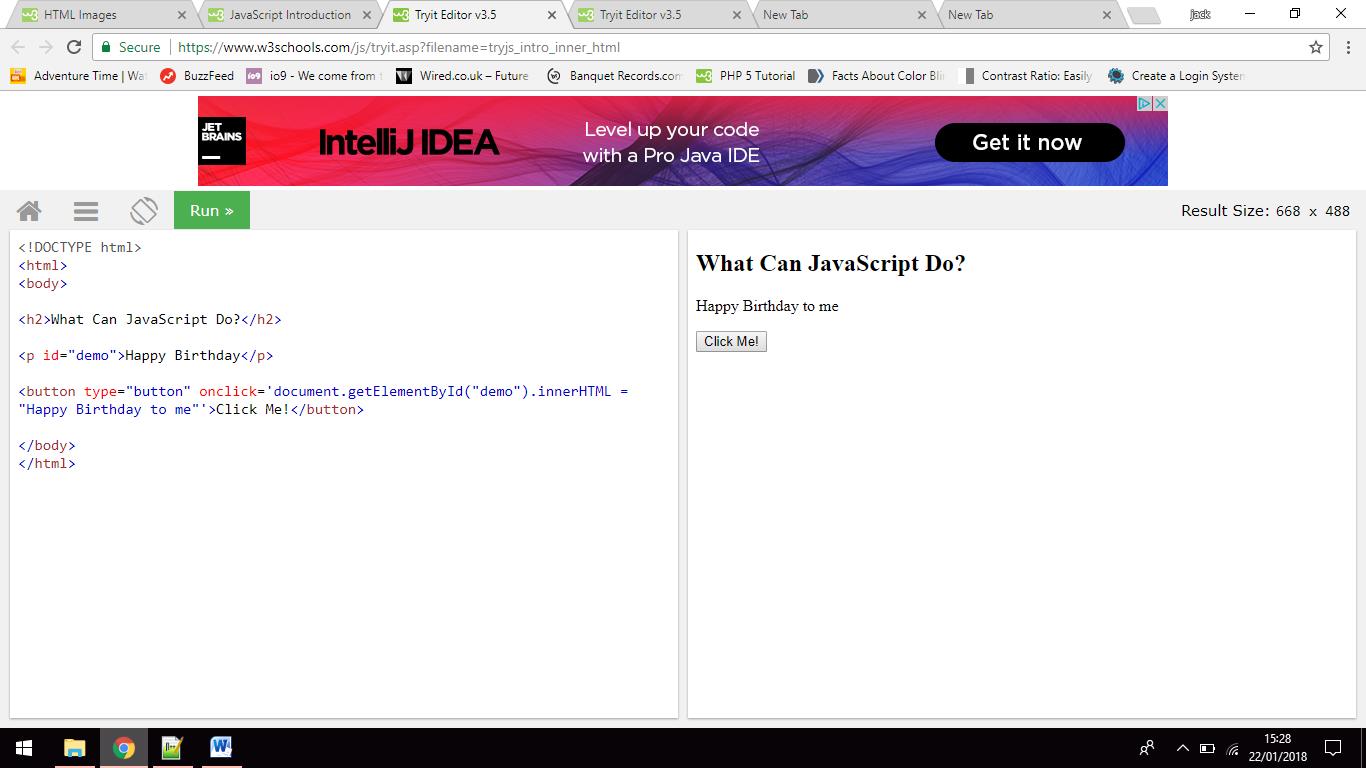 HTML Images
JavaScript Introduction
Tryit Editor v3.5
Tryit Editor v3.5
New Tab
New Tab
jack
Secure
https://www.w3schools.com/js/tryit.asp?filename=tryjs_intro_inner_html
Adventure Time | Wat
BuzzFeed
io9 - We come from t
Wired.co.uk – Future
Banquet Records.com
PHP 5 Tutorial
Facts About Color Blin
Contrast Ratio: Easily
Create a Login System
JET
BRAINS
IntelliJ IDEA
Level up your code
with a Pro Java IDE
Get it now
Run »
Result Size: 668 x 488
<!DOCTYPE html>
<html>
<body>
<h2>What Can JavaScript Do?</h2>
<p id="demo">Happy Birthday</p>
<button type="button" onclick='document.getElementById("demo").innerHTML =
"Happy Birthday to me"'>Click Me!</button>
</body>
</html>
What Can JavaScript Do?
Happy Birthday to me
Click Me!
15:28
22/01/2018